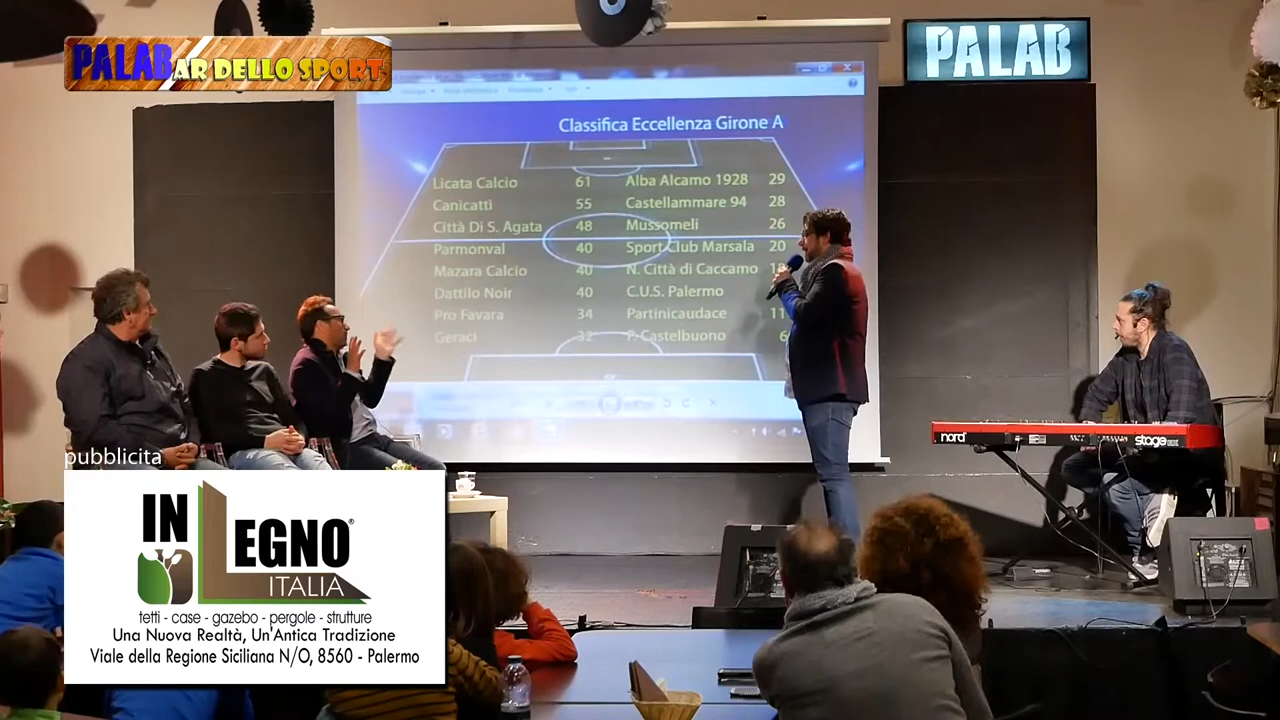 PALABAR DELLO SPORT
PALAB
Classifica Eccellenza Girone A
Licata Calcio 61 Alba Alcamo 1928 29
Canicattì 55 Castellammare 94 28
Città Di S. Agata 48 Mussomeli 26
Parmonval 40 Sport Club Marsala 20
Mazara Calcio 40 N. Città di Caccamo
Dattilo Noir 40 C.U.S. Palermo
Pro Favara 34 Partinicaudace 11
Geraci 32 P. Castelbuono 6
nord stage
pubblicita
IN LEGNO®
ITALIA
tetti - case - gazebo - pergole - strutture
Una Nuova Realtà, Un'Antica Tradizione
Viale della Regione Siciliana N/O, 8560 - Palermo